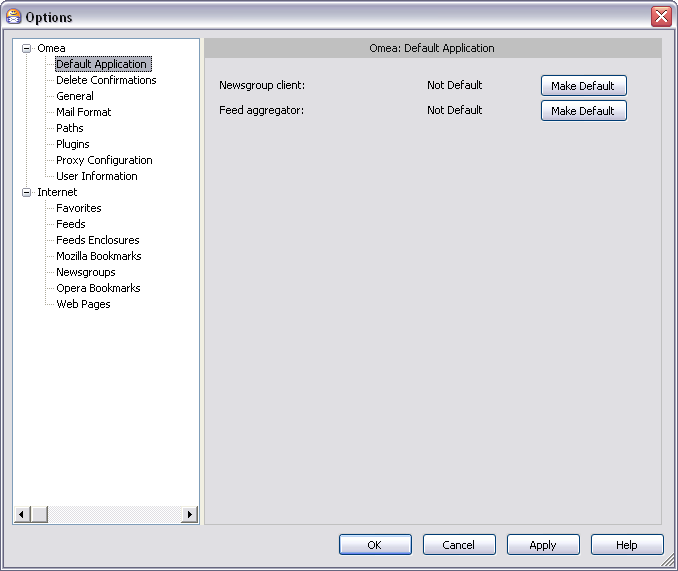 Options
Omea
Default Application
Delete Confirmations
General
Mail Format
Paths
Plugins
Proxy Configuration
User Information
Internet
Favorites
Feeds
Feeds Enclosures
Mozilla Bookmarks
Newsgroups
Opera Bookmarks
Web Pages
Omea: Default Application
Newsgroup client: Not Default Make Default
Feed aggregator: Not Default Make Default
OK Cancel Apply Help